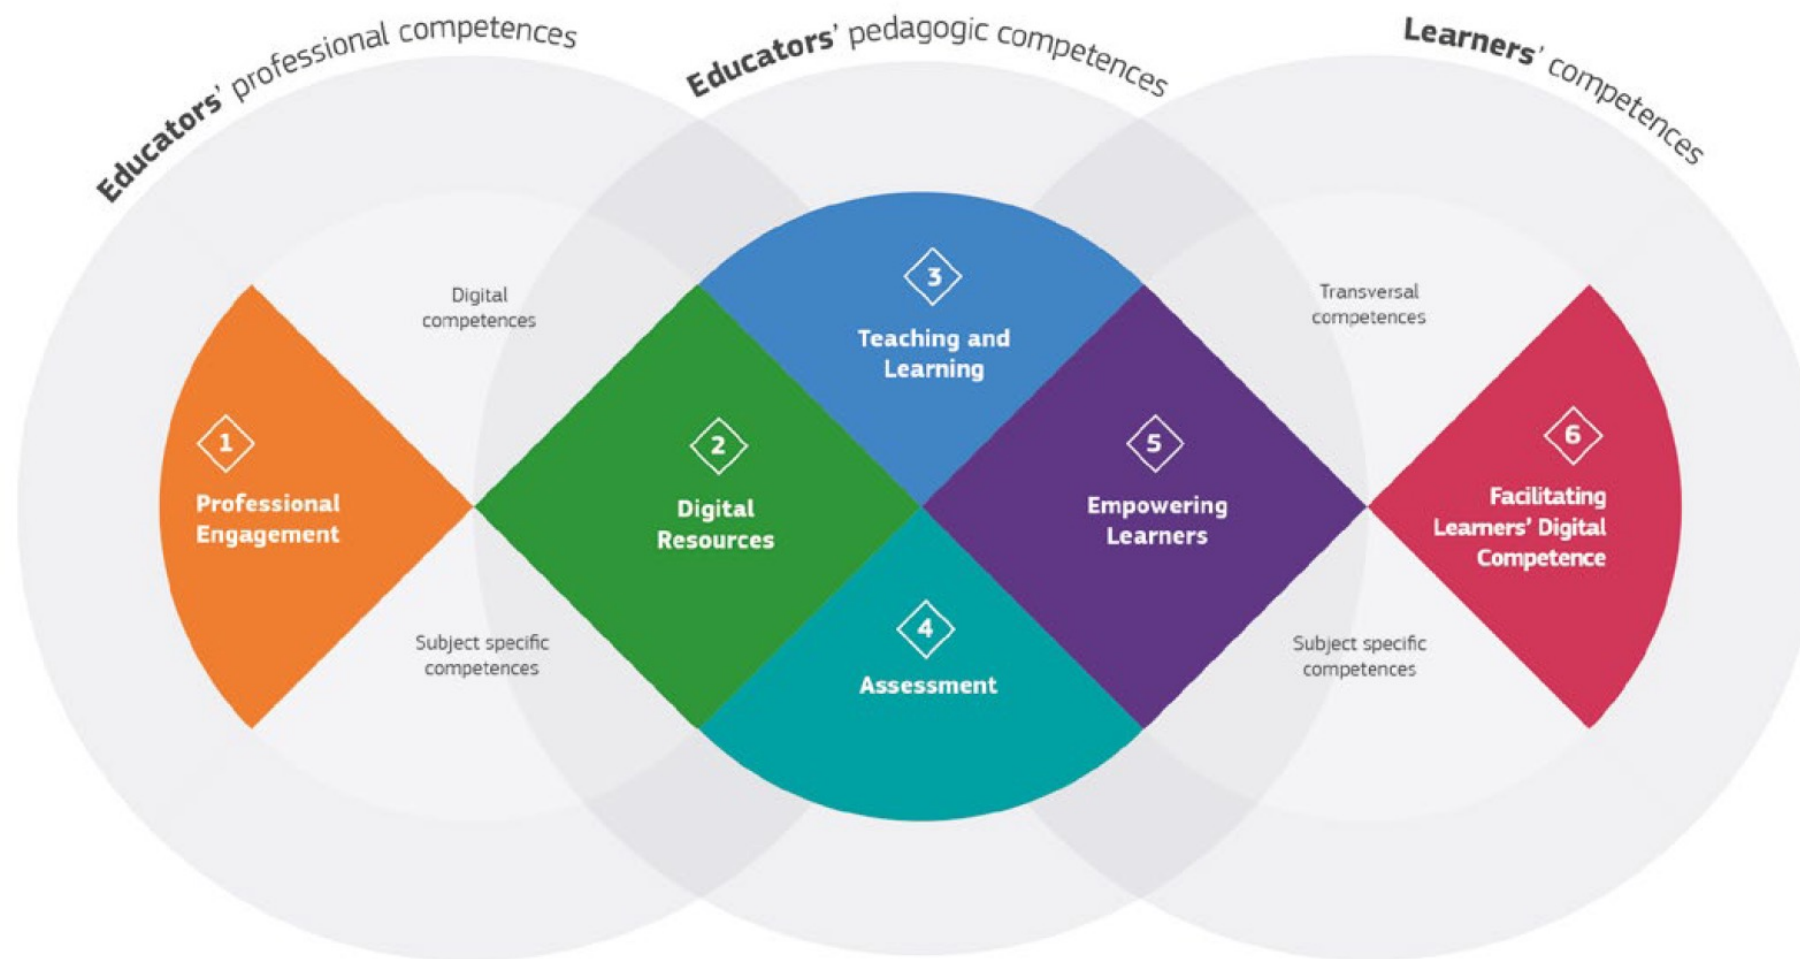 Educators’ professional competences
Educators’ pedagogic competences
Learners’ competences
Digital
competences
Subject specific
competences
1
Professional
Engagement
2
Digital
Resources
3
Teaching and
Learning
4
Assessment
5
Empowering
Learners
Transversal
competences
Subject specific
competences
6
Facilitating
Learners’ Digital
Competence